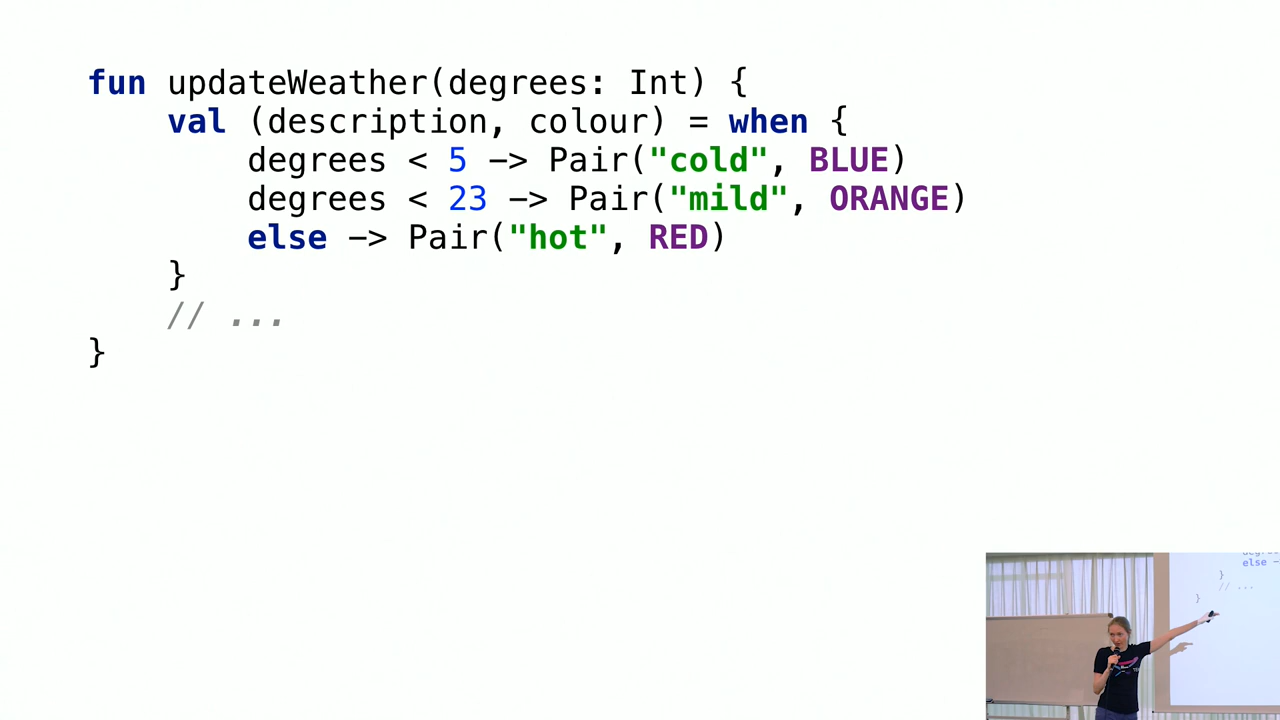 fun updateWeather(degrees: Int) {
    val (description, colour) = when {
        degrees < 5 -> Pair("cold", BLUE)
        degrees < 23 -> Pair("mild", ORANGE)
        else -> Pair("hot", RED)
    }
    // ...
}
else -
}
// ...
}